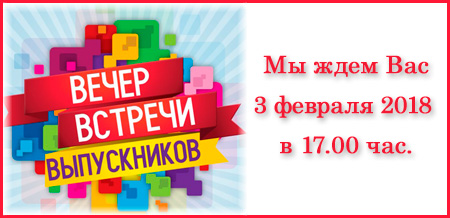 ВЕЧЕР
ВСТРЕЧИ
ВЫПУСКНИКОВ
Мы ждем Вас
3 февраля 2018
в 17.00 час.